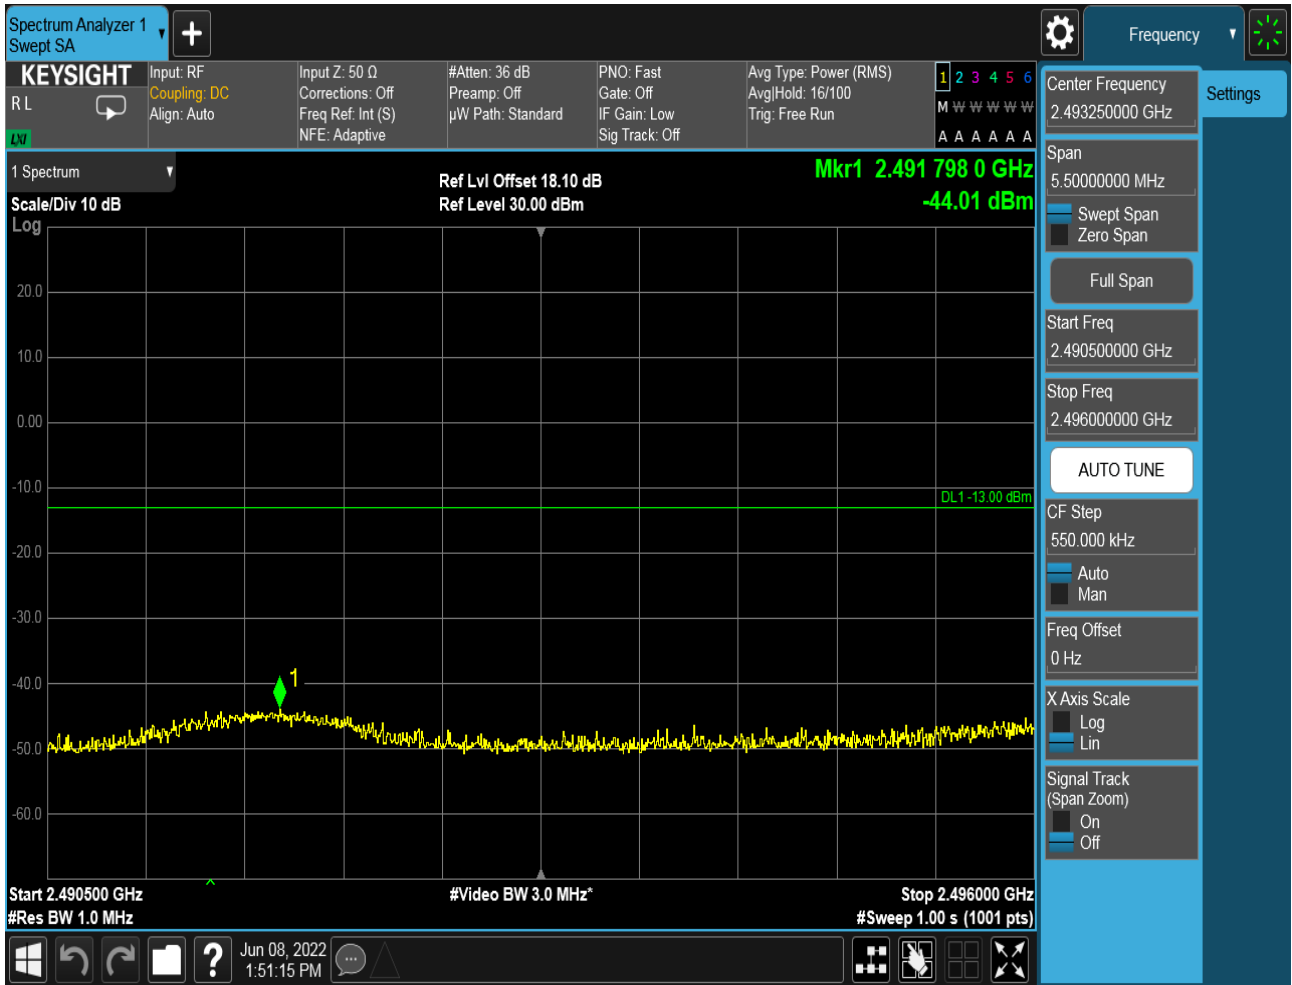 Spectrum Analyzer 1
Swept SA
+
Frequency
KEYSIGHT
R L
LXI
Input: RF
Coupling: DC
Align: Auto
Input Z: 50 Ω
Corrections: Off
Freq Ref: Int (S)
NFE: Adaptive
#Atten: 36 dB
Preamp: Off
µW Path: Standard
PNO: Fast
Gate: Off
IF Gain: Low
Sig Track: Off
Avg Type: Power (RMS)
Avg|Hold: 16/100
Trig: Free Run
1 2 3 4 5 6
M W W W W W
A A A A A A
1 Spectrum
Scale/Div 10 dB
Log
Ref Lvl Offset 18.10 dB
Ref Level 30.00 dBm
Mkr1 2.491 798 0 GHz
-44.01 dBm
20.0
10.0
0.00
-10.0
DL1 -13.00 dBm
-20.0
-30.0
-40.0
1
-50.0
-60.0
Start 2.490500 GHz
#Video BW 3.0 MHz*
Stop 2.496000 GHz
#Res BW 1.0 MHz
#Sweep 1.00 s (1001 pts)
?
Jun 08, 2022
1:51:15 PM
Center Frequency
2.493250000 GHz
Span
5.50000000 MHz
Swept Span
Zero Span
Full Span
Start Freq
2.490500000 GHz
Stop Freq
2.496000000 GHz
AUTO TUNE
CF Step
550.000 kHz
Auto
Man
Freq Offset
0 Hz
X Axis Scale
Log
Lin
Signal Track
(Span Zoom)
On
Off
Settings